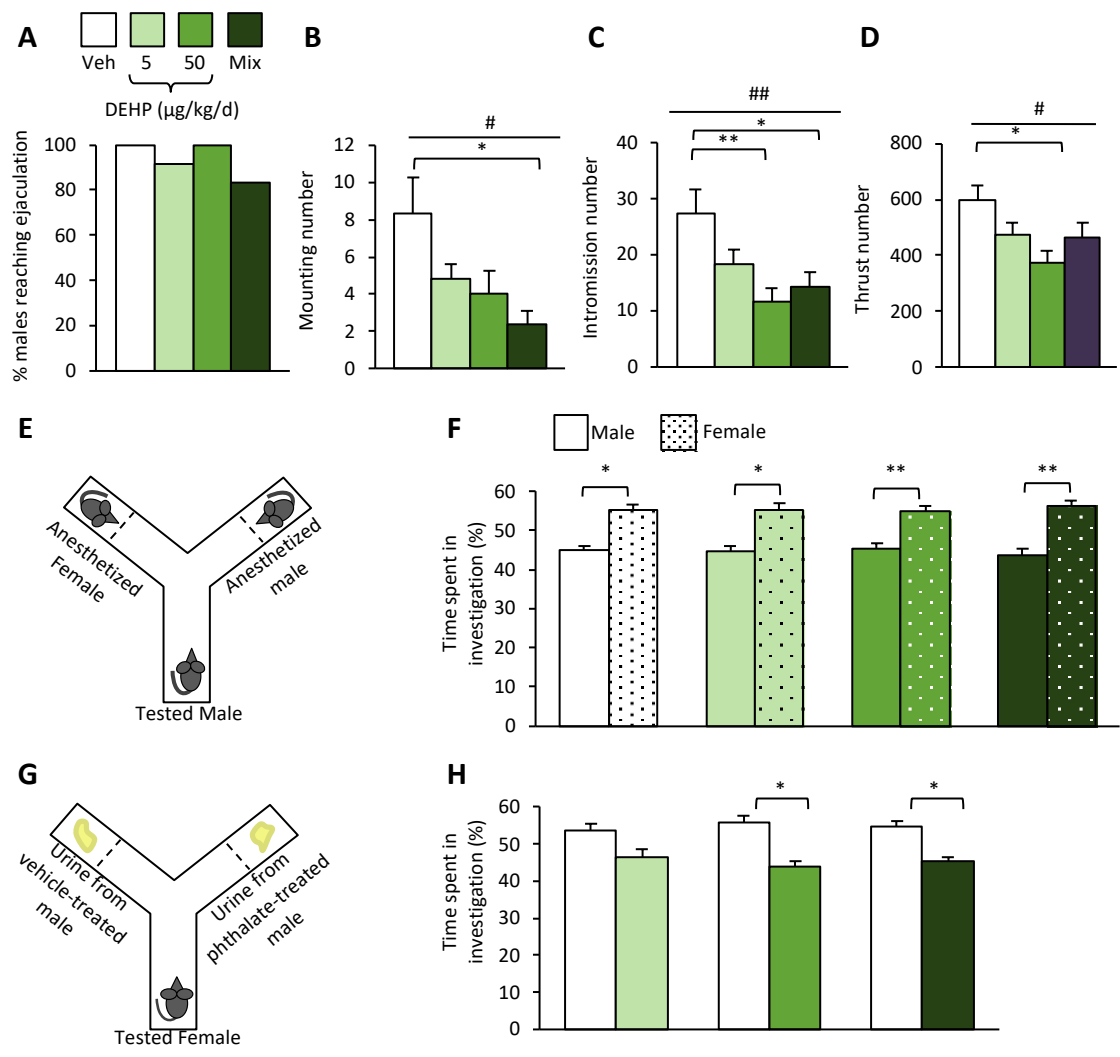 A
Veh 5 50 Mix
DEHP (µg/kg/d)
% males reaching ejaculation
100
80
60
40
20
0
B
#
*
Mounting number
12
10
8
6
4
2
0
C
##
*
**
Intromission number
40
30
20
10
0
D
#
*
Thrust number
800
600
400
200
0
E
Anesthetized
Female
Anesthetized
male
Tested Male
F
Male Female
* * ** **
Time spent in
investigation (%)
60
50
40
30
20
10
0
G
Urine from
vehicle-treated
male
Urine from
phthalate-treated
male
Tested Female
H
* *
Time spent in
investigation (%)
60
50
40
30
20
10
0